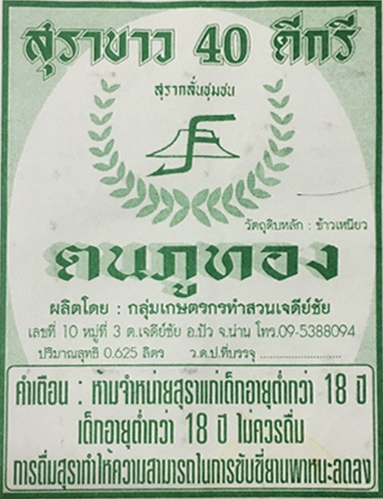 สุราขาว 40 ดีกรี
สุรากลั่นชุมชน
วัตถุดิบหลัก : ข้าวเหนียว
ฅนภูทอง
ผลิตโดย : กลุ่มเกษตรกรทำสวนเจดีย์ชัย
เลขที่ 10 หมู่ที่ 3 ต.เจดีย์ชัย อ.ปัว จ.น่าน โทร.09-5388094
ปริมาณสุทธิ 0.625 ลิตร ว.ด.ป.ที่บรรจุ ......................
คำเตือน : ห้ามจำหน่ายสุราแก่เด็กอายุต่ำกว่า 18 ปี
เด็กอายุต่ำกว่า 18 ปี ไม่ควรดื่ม
การดื่มสุราทำให้ความสามารถในการขับขี่ยานพาหนะลดลง